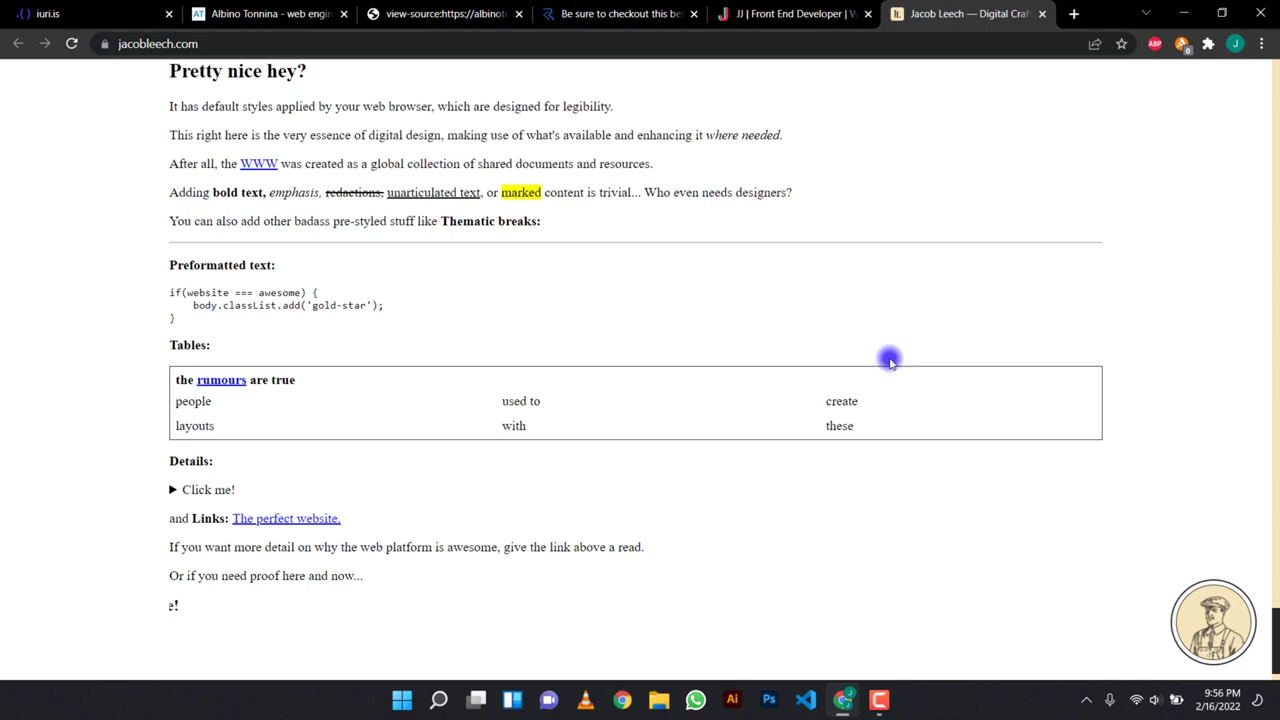 iuri.is
Albino Tonnina - web engin
view-source:https://albinoto
Be sure to checkout this bel
JJ | Front End Developer | W
Jacob Leech — Digital Craf
jacobleech.com
ABP
0
J
Pretty nice hey?
It has default styles applied by your web browser, which are designed for legibility.
This right here is the very essence of digital design, making use of what's available and enhancing it where needed.
After all, the WWW was created as a global collection of shared documents and resources.
Adding bold text, emphasis, redactions, unarticulated text, or marked content is trivial... Who even needs designers?
You can also add other badass pre-styled stuff like Thematic breaks:
Preformatted text:
if(website === awesome) {
body.classList.add('gold-star');
}
Tables:
the rumours are true
people used to create
layouts with these
Details:
Click me!
and Links: The perfect website.
If you want more detail on why the web platform is awesome, give the link above a read.
Or if you need proof here and now...
e!
Ai
Ps
9:56 PM
2/16/2022